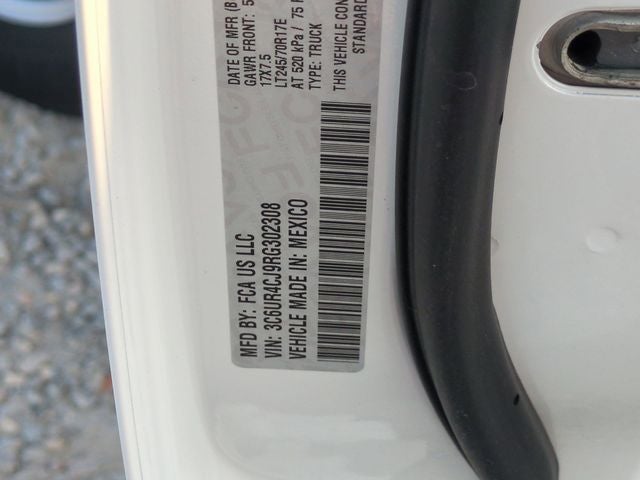 MFD BY: FCA US LLC
DATE OF MFR
GAWR FRONT:
17X7.5
LT245/70R17E
AT 520 kPa / 75
TYPE: TRUCK
THIS VEHICLE
STANDARD
VIN: 3C6UR4CJ9RG302308
VEHICLE MADE IN: MEXICO